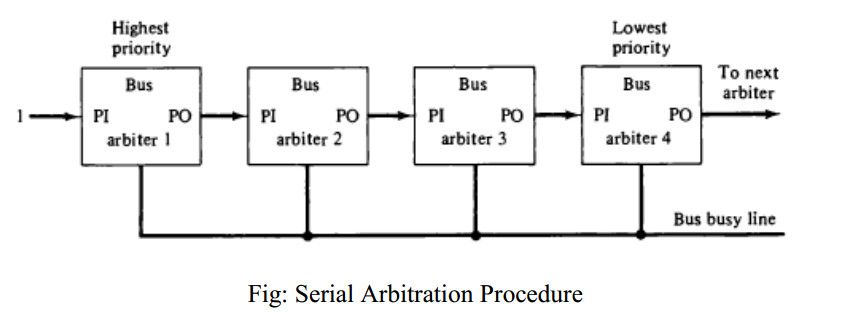 Highest
priority
Lowest
priority
To next
arbiter
1
Bus
PI PO
arbiter 1
Bus
PI PO
arbiter 2
Bus
PI PO
arbiter 3
Bus
PI PO
arbiter 4
Bus busy line
Fig: Serial Arbitration Procedure